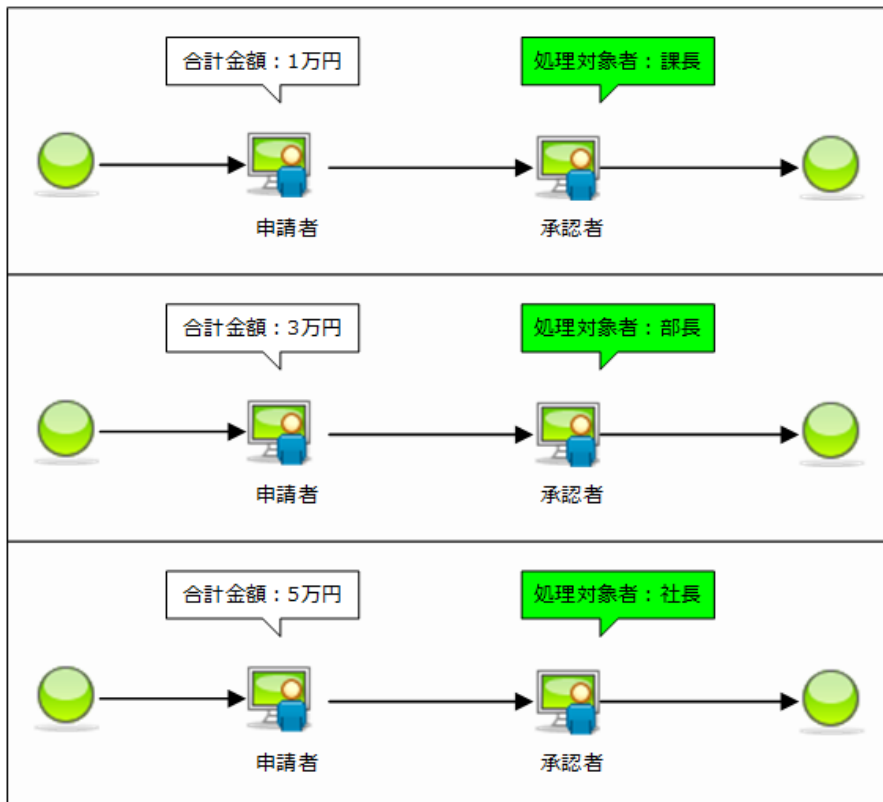 合計金額：1万円
処理対象者：課長
申請者
承認者
合計金額：3万円
処理対象者：部長
申請者
承認者
合計金額：5万円
処理対象者：社長
申請者
承認者